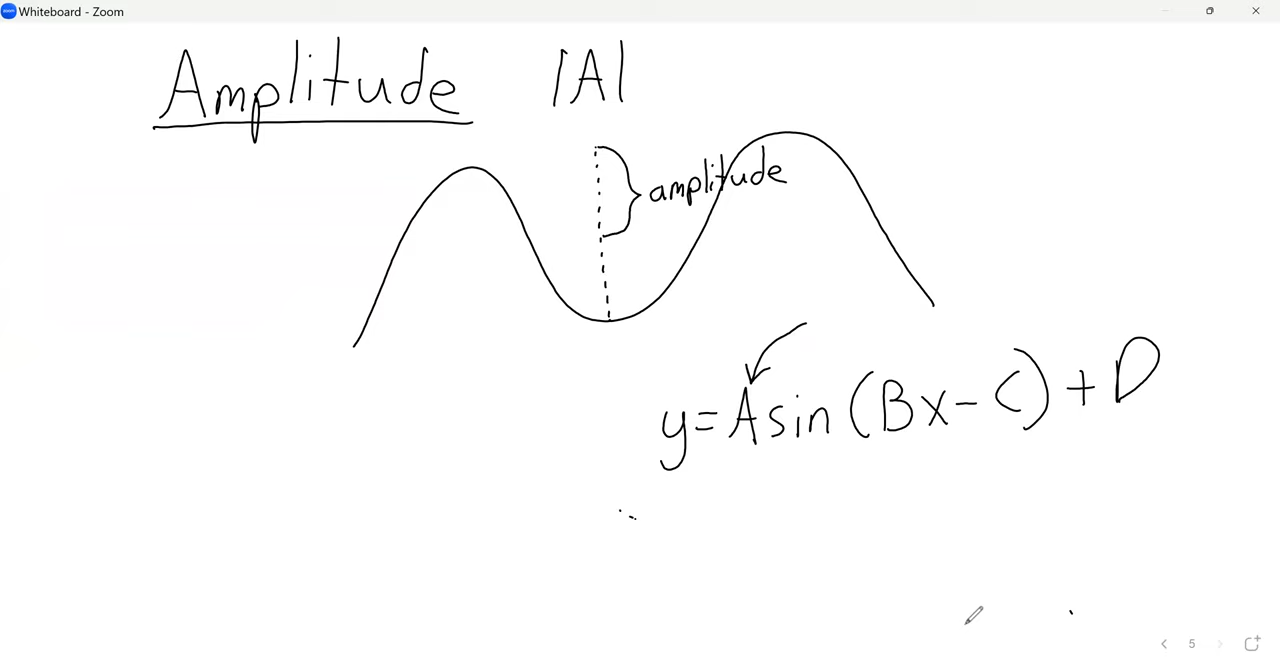 Whiteboard - Zoom
Amplitude |A|
amplitude
y=Asin(Bx-C)+D
5